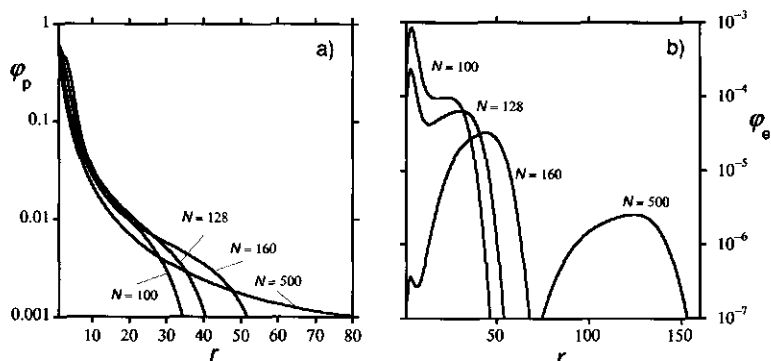 a)
φp
1
0.1
0.01
0.001
N = 128
N = 160
N = 500
N = 100
10 20 30 40 50 60 70 80
r
b)
φe
10⁻³
10⁻⁴
10⁻⁵
10⁻⁶
10⁻⁷
N = 100
N = 128
N = 160
N = 500
50 100 150
r